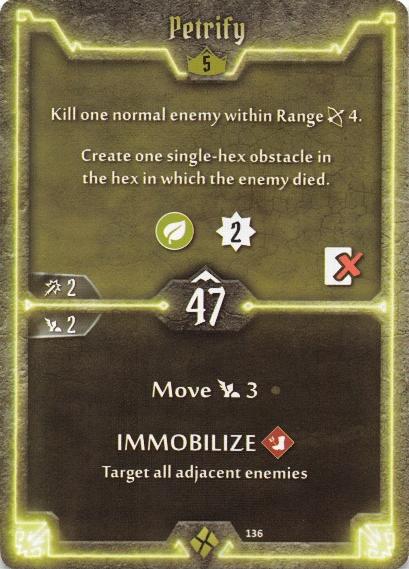 Petrify
5
Kill one normal enemy within Range 4.
Create one single-hex obstacle in
the hex in which the enemy died.
2
2
47
2
Move 3
IMMOBILIZE
Target all adjacent enemies
136